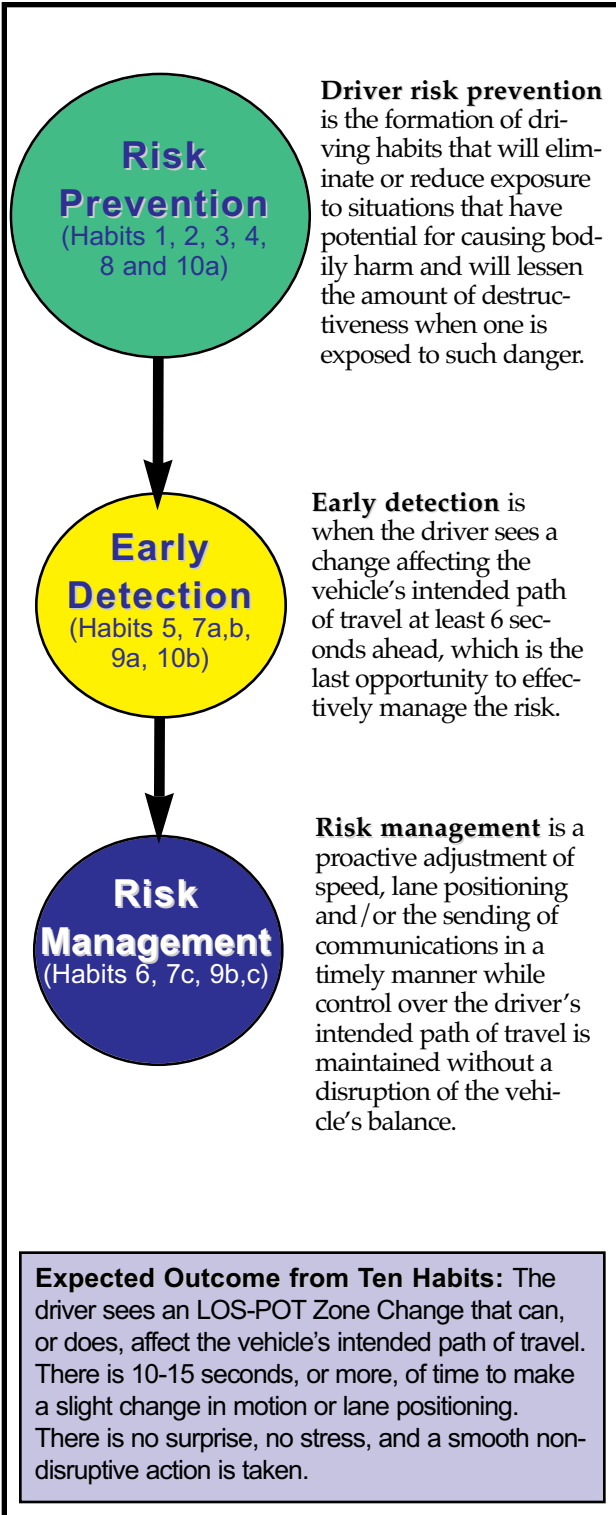 Risk
Prevention
(Habits 1, 2, 3, 4,
8 and 10a)
Driver risk prevention
is the formation of dri-
ving habits that will elim-
inate or reduce exposure
to situations that have
potential for causing bod-
ily harm and will lessen
the amount of destruc-
tiveness when one is
exposed to such danger.
Early
Detection
(Habits 5, 7a,b,
9a, 10b)
Early detection is
when the driver sees a
change affecting the
vehicle's intended path
of travel at least 6 sec-
onds ahead, which is the
last opportunity to effec-
tively manage the risk.
Risk
Management
(Habits 6, 7c, 9b,c)
Risk management is a
proactive adjustment of
speed, lane positioning
and/or the sending of
communications in a
timely manner while
control over the driver's
intended path of travel is
maintained without a
disruption of the vehi-
cle's balance.
Expected Outcome from Ten Habits: The
driver sees an LOS-POT Zone Change that can,
or does, affect the vehicle's intended path of travel.
There is 10-15 seconds, or more, of time to make
a slight change in motion or lane positioning.
There is no surprise, no stress, and a smooth non-
disruptive action is taken.